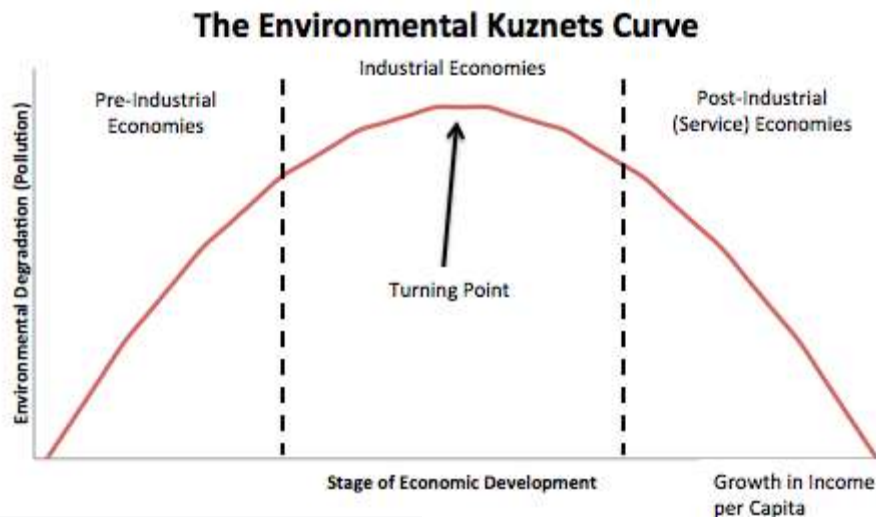 The Environmental Kuznets Curve
Industrial Economies
Pre-Industrial
Economies
Post-Industrial
(Service) Economies
Environmental Degradation (Pollution)
Turning Point
Stage of Economic Development
Growth in Income
per Capita